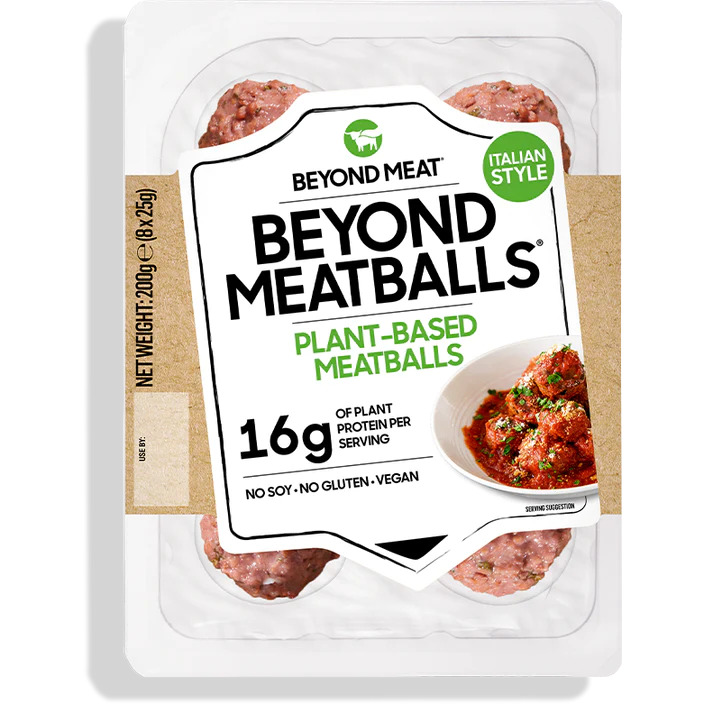 BEYOND MEAT®
ITALIAN
STYLE
BEYOND
MEATBALLS®
PLANT-BASED
MEATBALLS
16g
OF PLANT
PROTEIN PER
SERVING
NO SOY • NO GLUTEN • VEGAN
SERVING SUGGESTION
NET WEIGHT: 200g ℮ (8 x 25g)
USE BY: